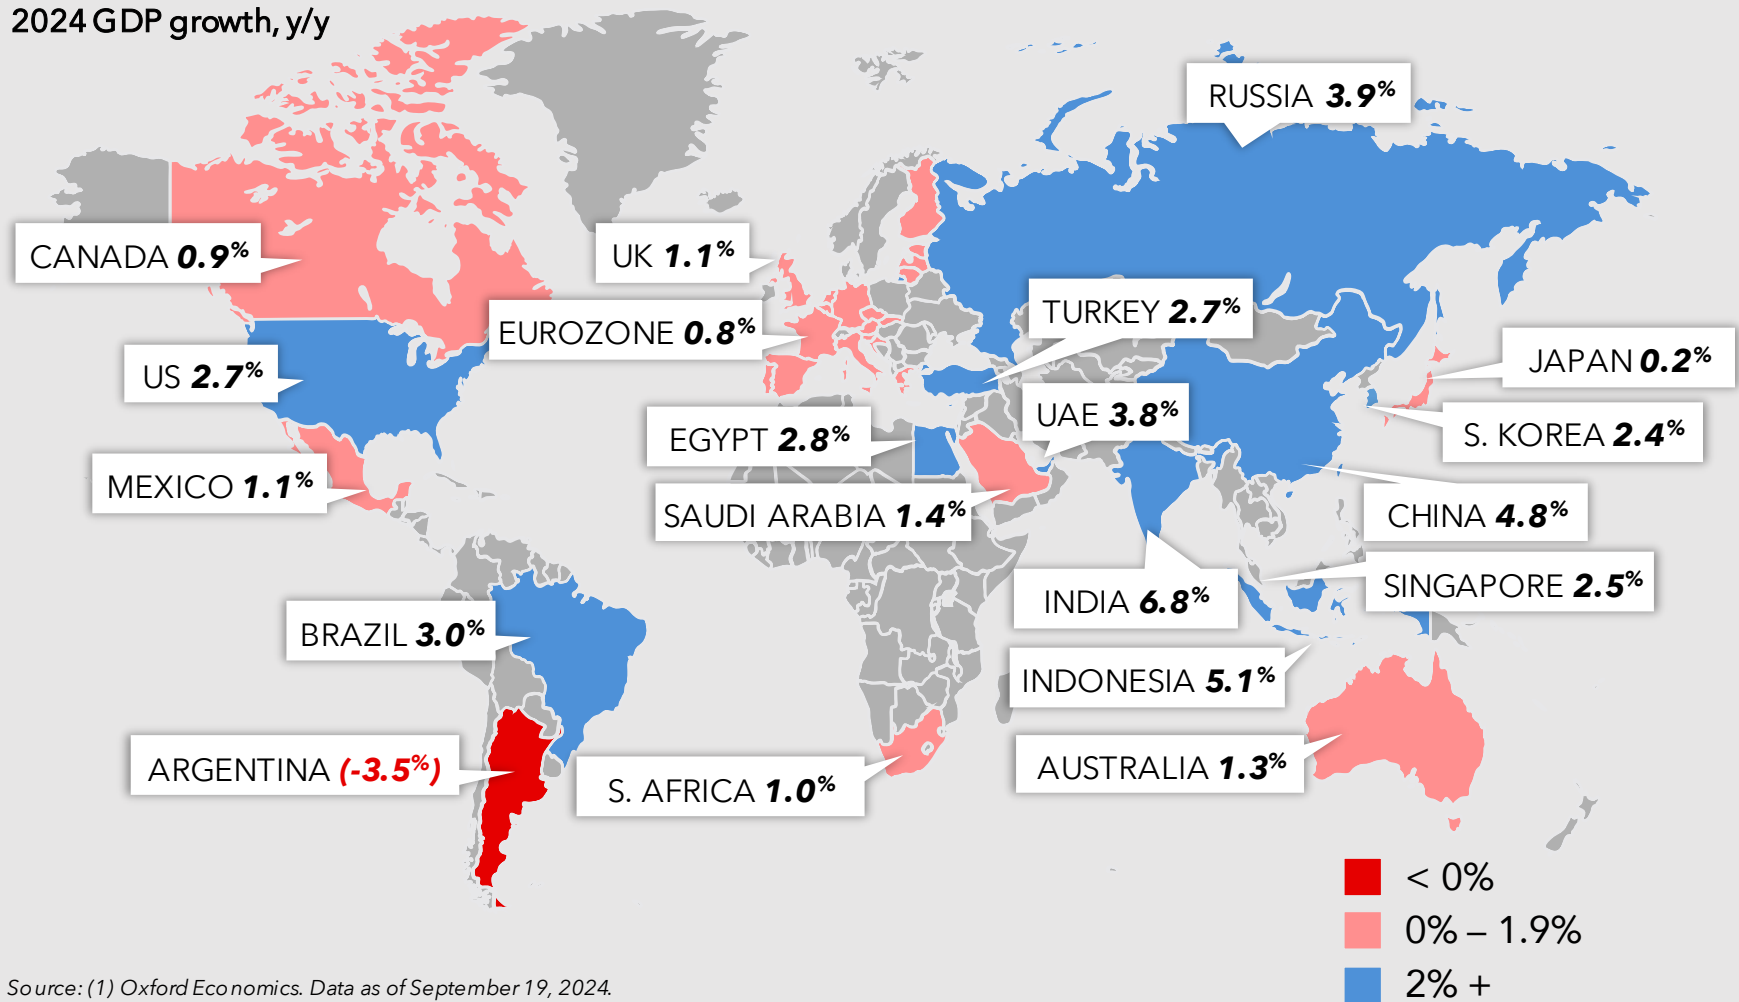 2024 GDP growth, y/y
RUSSIA 3.9%
CANADA 0.9%
UK 1.1%
TURKEY 2.7%
EUROZONE 0.8%
JAPAN 0.2%
US 2.7%
UAE 3.8%
EGYPT 2.8%
S. KOREA 2.4%
MEXICO 1.1%
SAUDI ARABIA 1.4%
CHINA 4.8%
SINGAPORE 2.5%
INDIA 6.8%
BRAZIL 3.0%
INDONESIA 5.1%
ARGENTINA (-3.5%)
AUSTRALIA 1.3%
S. AFRICA 1.0%
< 0%
0% – 1.9%
2% +
Source: (1) Oxford Economics. Data as of September 19, 2024.